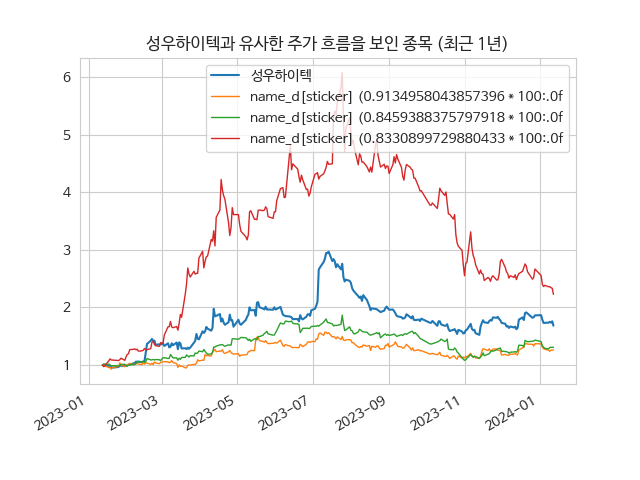 성우하이텍과 유사한 주가 흐름을 보인 종목 (최근 1년)
성우하이텍
name_d[sticker] (0.9134958043857396 * 100:.0f
name_d[sticker] (0.8459388375797918 * 100:.0f
name_d[sticker] (0.8330899729880433 * 100:.0f
6
5
4
3
2
1
2023-01
2023-03
2023-05
2023-07
2023-09
2023-11
2024-01